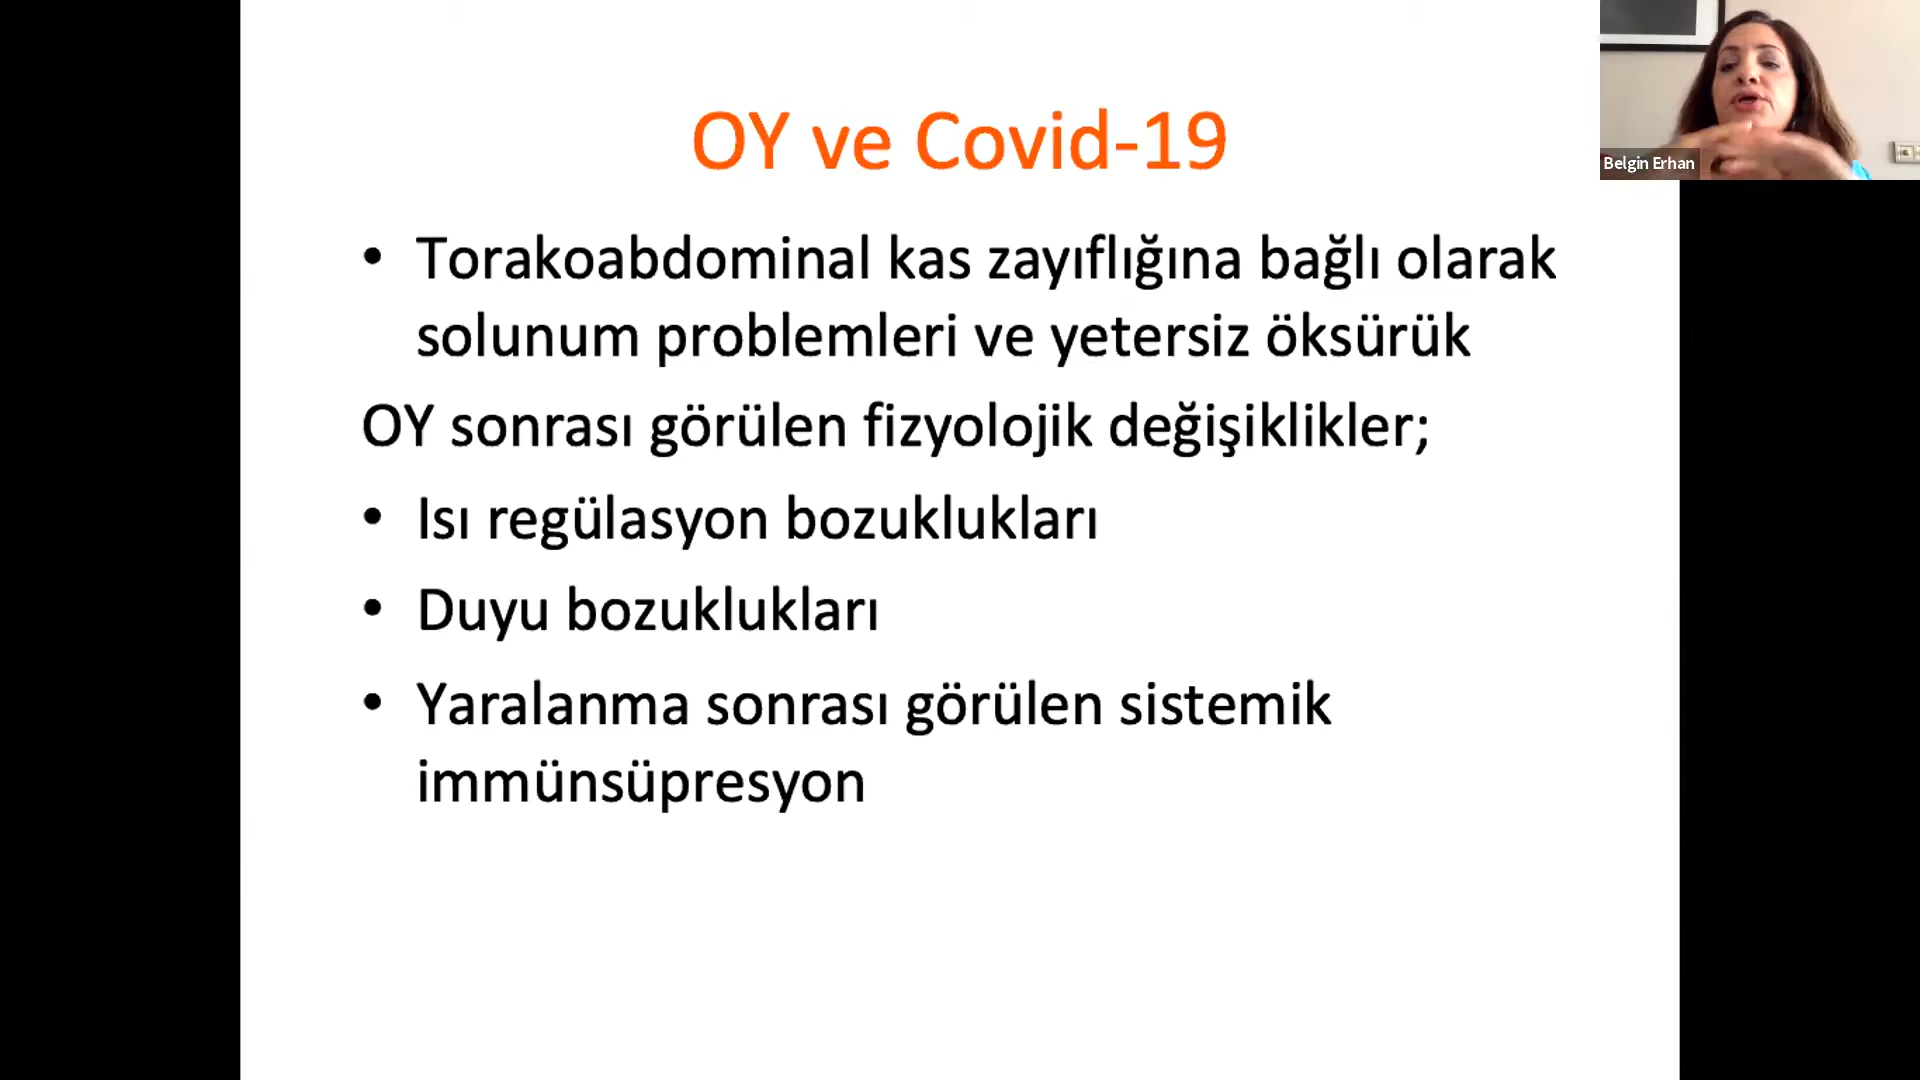 OY ve Covid-19
• Torakoabdominal kas zayıflığına bağlı olarak
solunum problemleri ve yetersiz öksürük
OY sonrası görülen fizyolojik değişiklikler;
• Isı regülasyon bozuklukları
• Duyu bozuklukları
• Yaralanma sonrası görülen sistemik
immünsüpresyon
Belgin Erhan